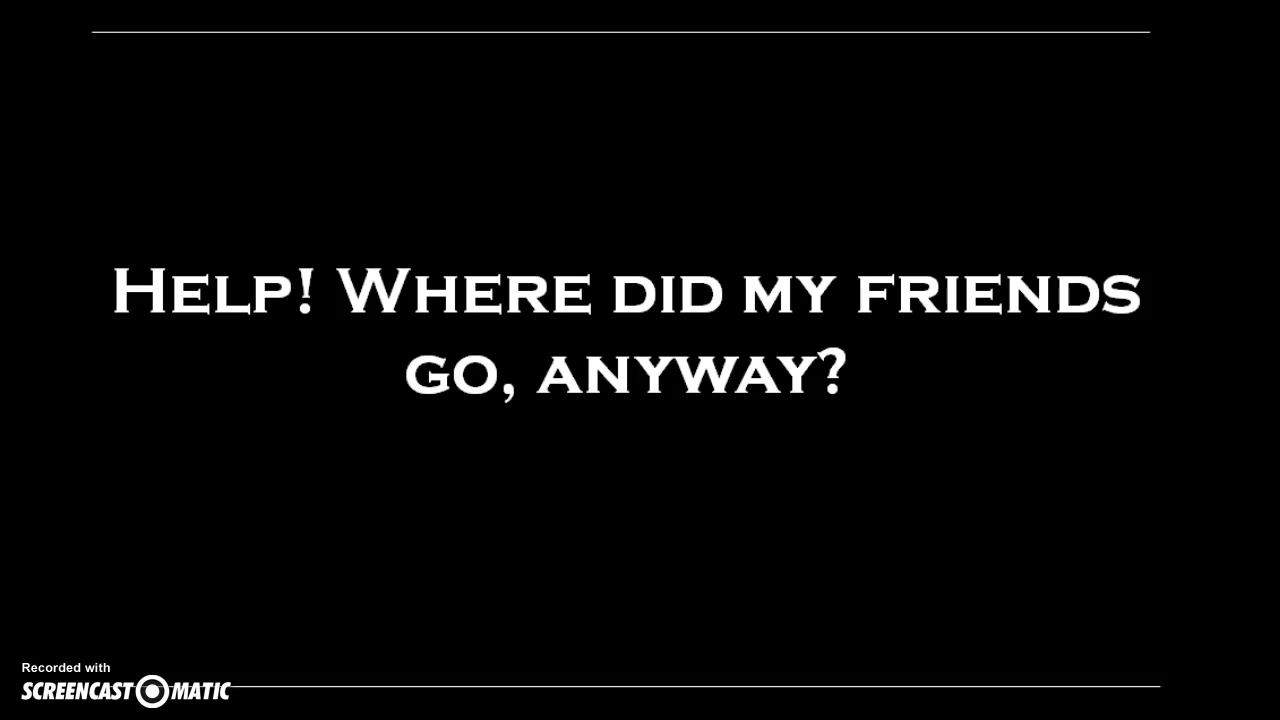 Help! Where did my friends
go, anyway?
Recorded with
SCREENCAST MATIC